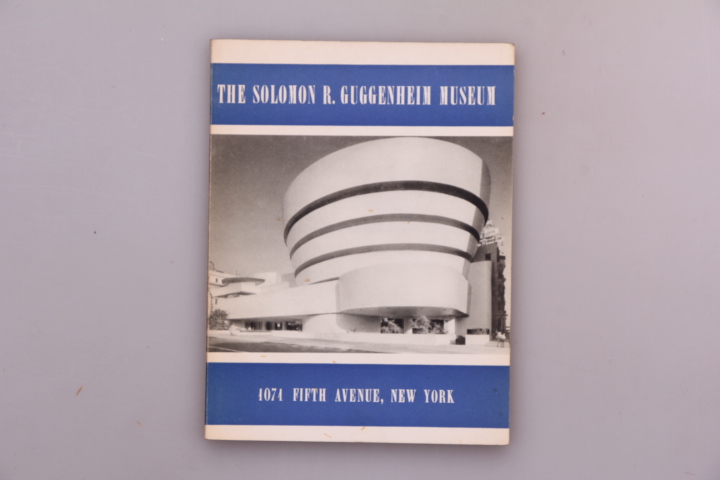 THE SOLOMON R. GUGGENHEIM MUSEUM
1071 FIFTH AVENUE, NEW YORK